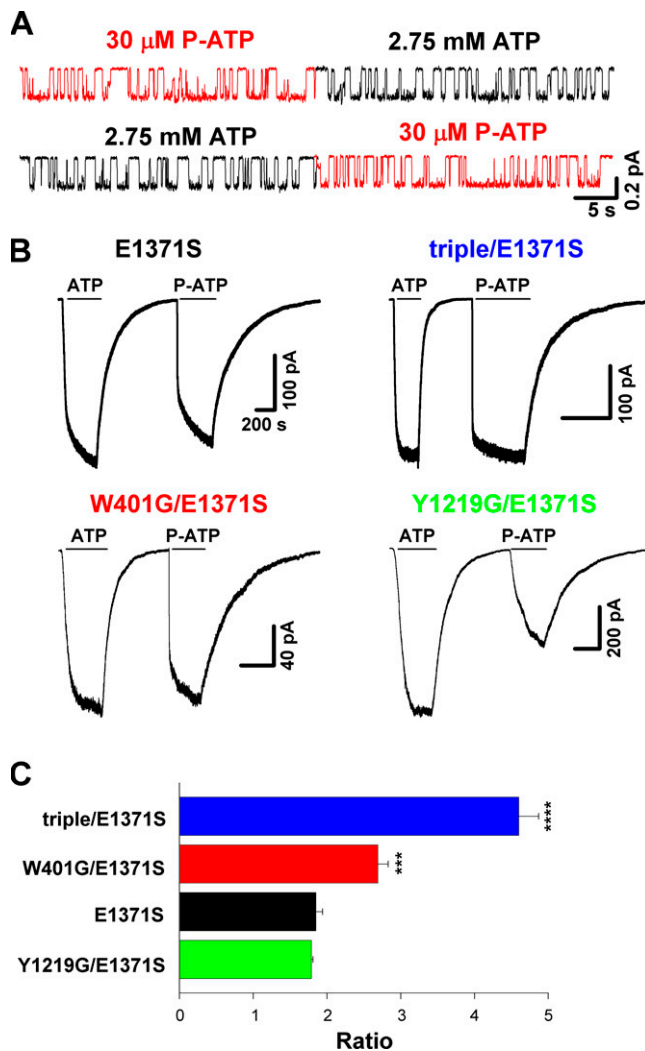 A
30 μM P-ATP
2.75 mM ATP
2.75 mM ATP
30 μM P-ATP
5 s
0.2 pA
B
E1371S
triple/E1371S
ATP
P-ATP
ATP
P-ATP
200 s
100 pA
100 pA
W401G/E1371S
Y1219G/E1371S
ATP
P-ATP
ATP
P-ATP
40 pA
200 pA
C
triple/E1371S
****
W401G/E1371S
***
E1371S
Y1219G/E1371S
0 1 2 3 4 5
Ratio